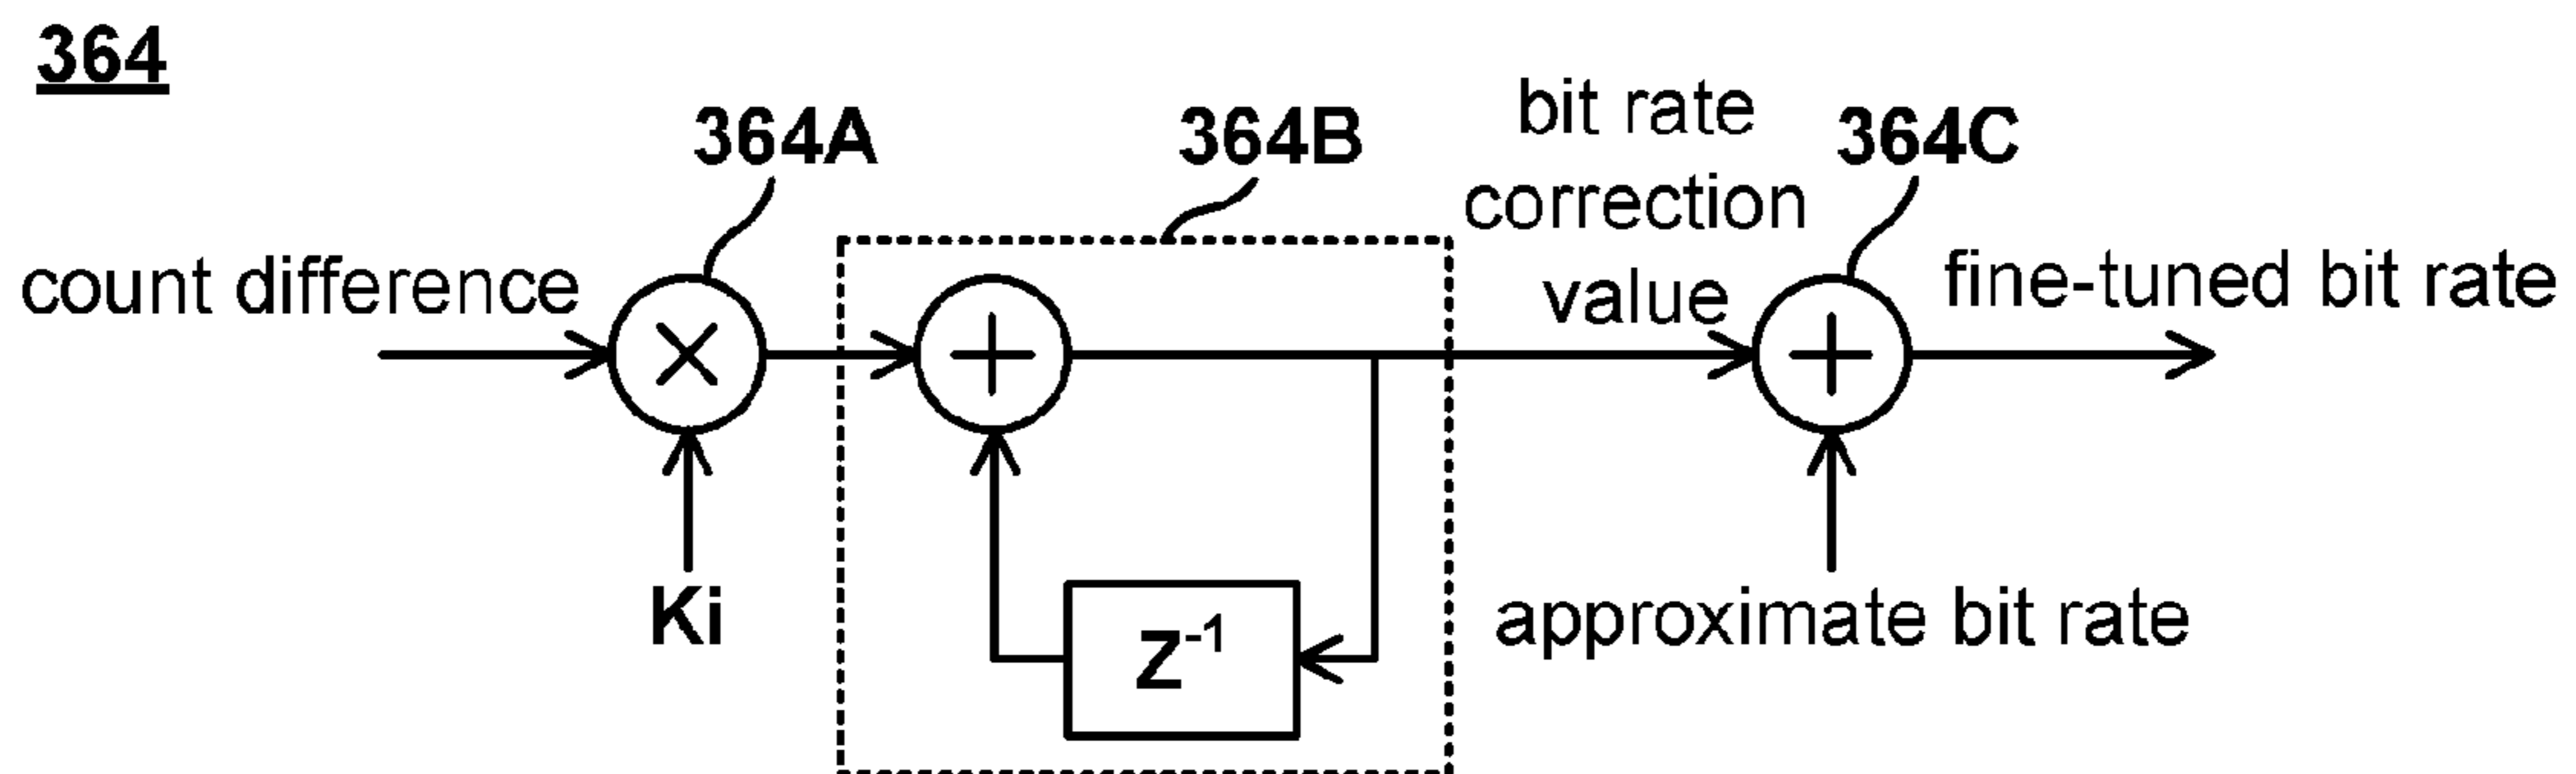 364
364A
364B
bit rate
correction
value
364C
count difference
fine-tuned bit rate
Ki
Z⁻¹
approximate bit rate